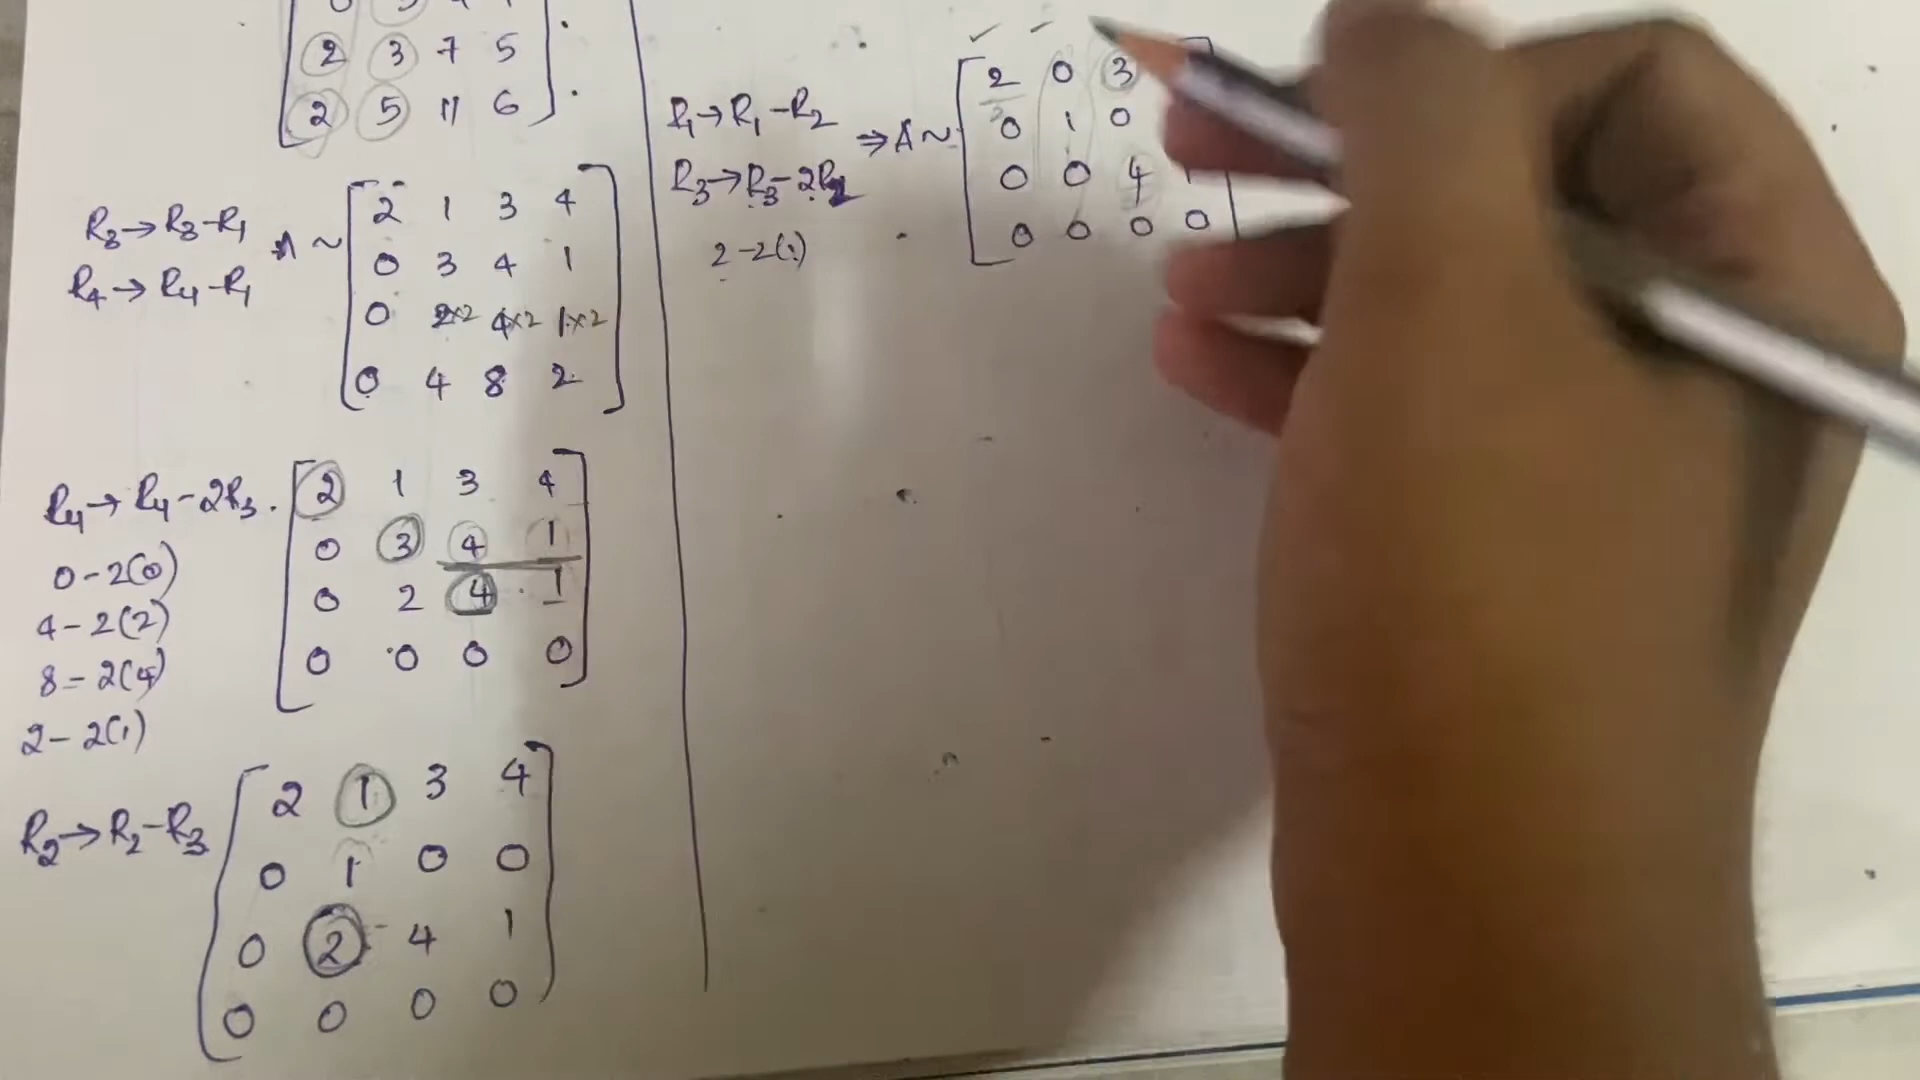 2 3 7 5
2 5 11 6
R3→R3-R1
R4→R4-R1
A ~
2 1 3 4
0 3 4 1
0 2×2 4×2 1×2
0 4 8 2
R4→R4-2R3.
2 1 3 4
0 3 4 1
0 2 4 1
0 0 0 0
0-2(0)
4-2(2)
8-2(4)
2-2(1)
R2→R2-R3
2 1 3 4
0 1 0 0
0 2 4 1
0 0 0 0
R1→R1-R2
R3→R3-2R2
⇒ A ~
2 0 3
0 1 0
0 0 4
0 0 0 0
2-2(1)